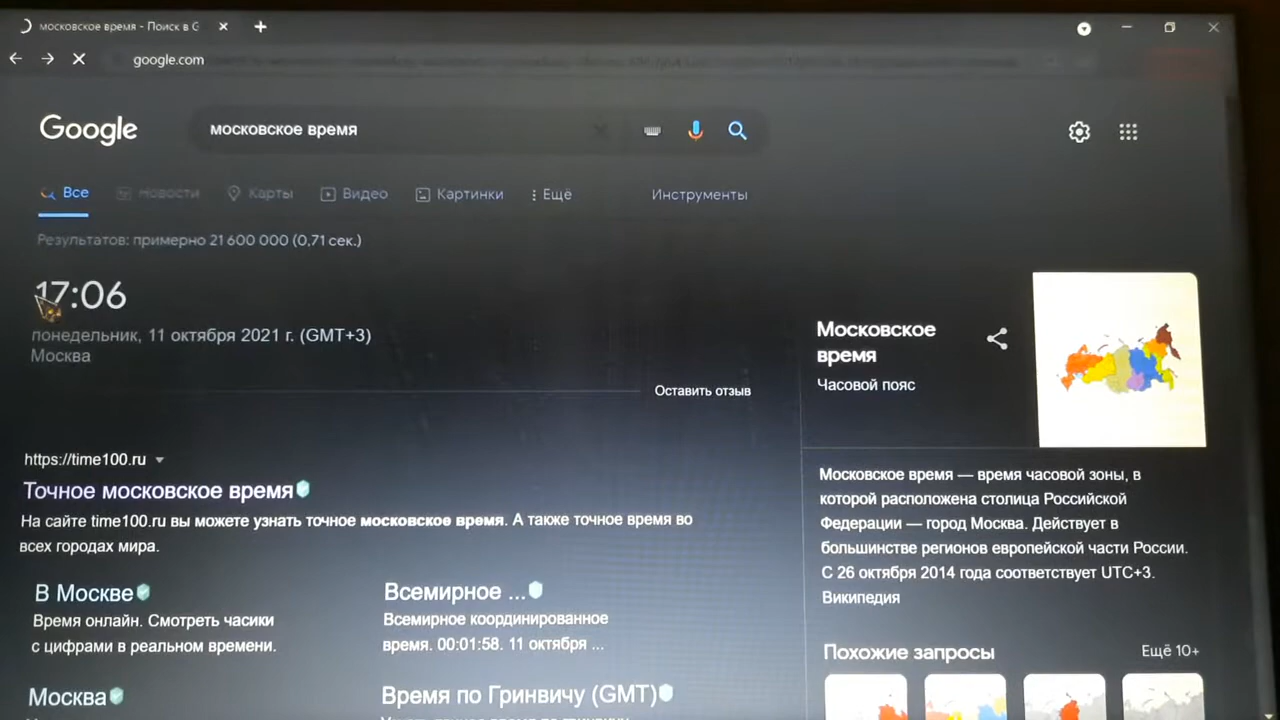 московское время - Поиск в G
google.com
Google
московское время
Все Новости Карты Видео Картинки Ещё Инструменты
Результатов: примерно 21 600 000 (0,71 сек.)
17:06
понедельник, 11 октября 2021 г. (GMT+3)
Москва
Оставить отзыв
https://time100.ru
Точное московское время
На сайте time100.ru вы можете узнать точное московское время. А также точное время во
всех городах мира.
В Москве
Время онлайн. Смотреть часики
с цифрами в реальном времени.
Всемирное ...
Всемирное координированное
время. 00:01:58. 11 октября ...
Москва
Время по Гринвичу (GMT)
Московское
время
Часовой пояс
Московское время — время часовой зоны, в
которой расположена столица Российской
Федерации — город Москва. Действует в
большинстве регионов европейской части России.
С 26 октября 2014 года соответствует UTC+3.
Википедия
Похожие запросы
Ещё 10+